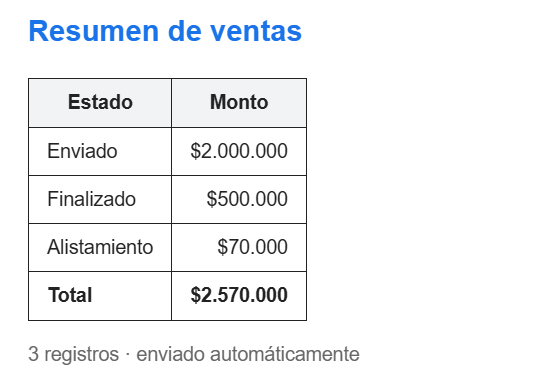 Resumen de ventas
Estado Monto
Enviado $2.000.000
Finalizado $500.000
Alistamiento $70.000
Total $2.570.000
3 registros · enviado automáticamente